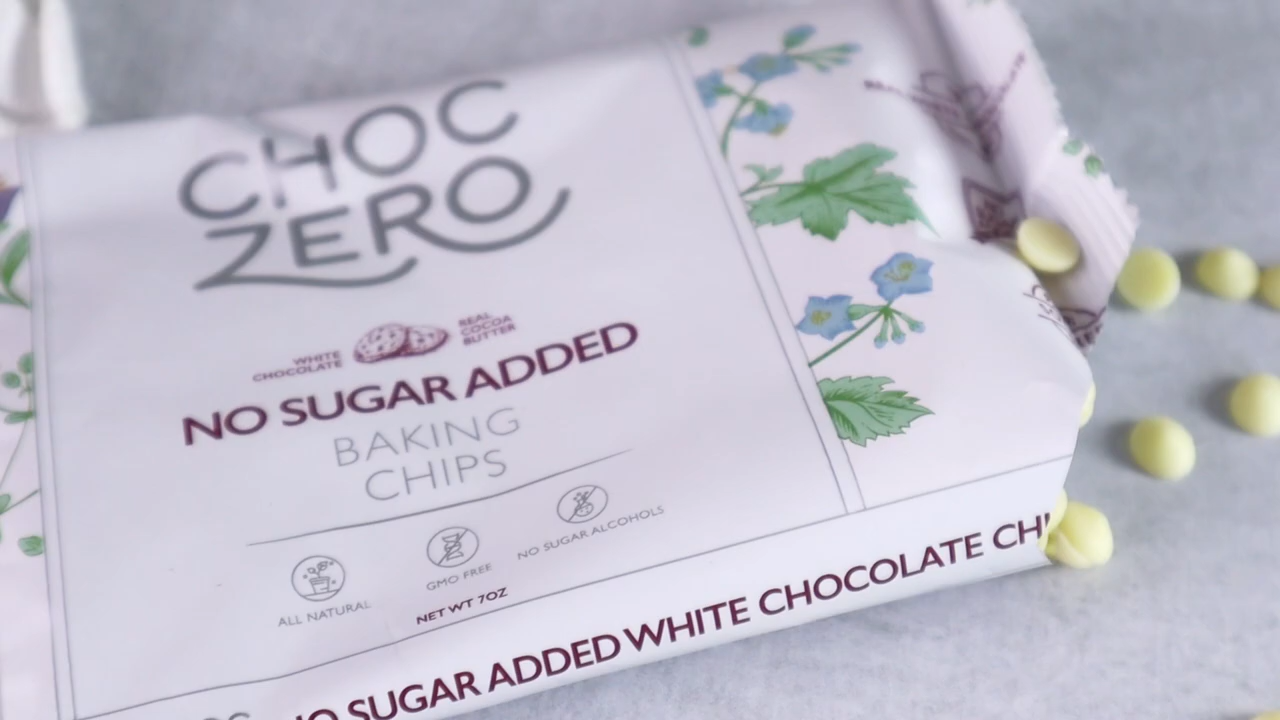 CHOC
ZERO
WHITE
CHOCOLATE
REAL
COCOA
BUTTER
NO SUGAR ADDED
BAKING
CHIPS
ALL NATURAL
GMO FREE
NO SUGAR ALCOHOLS
NET WT 7OZ
NO SUGAR ADDED WHITE CHOCOLATE CHI